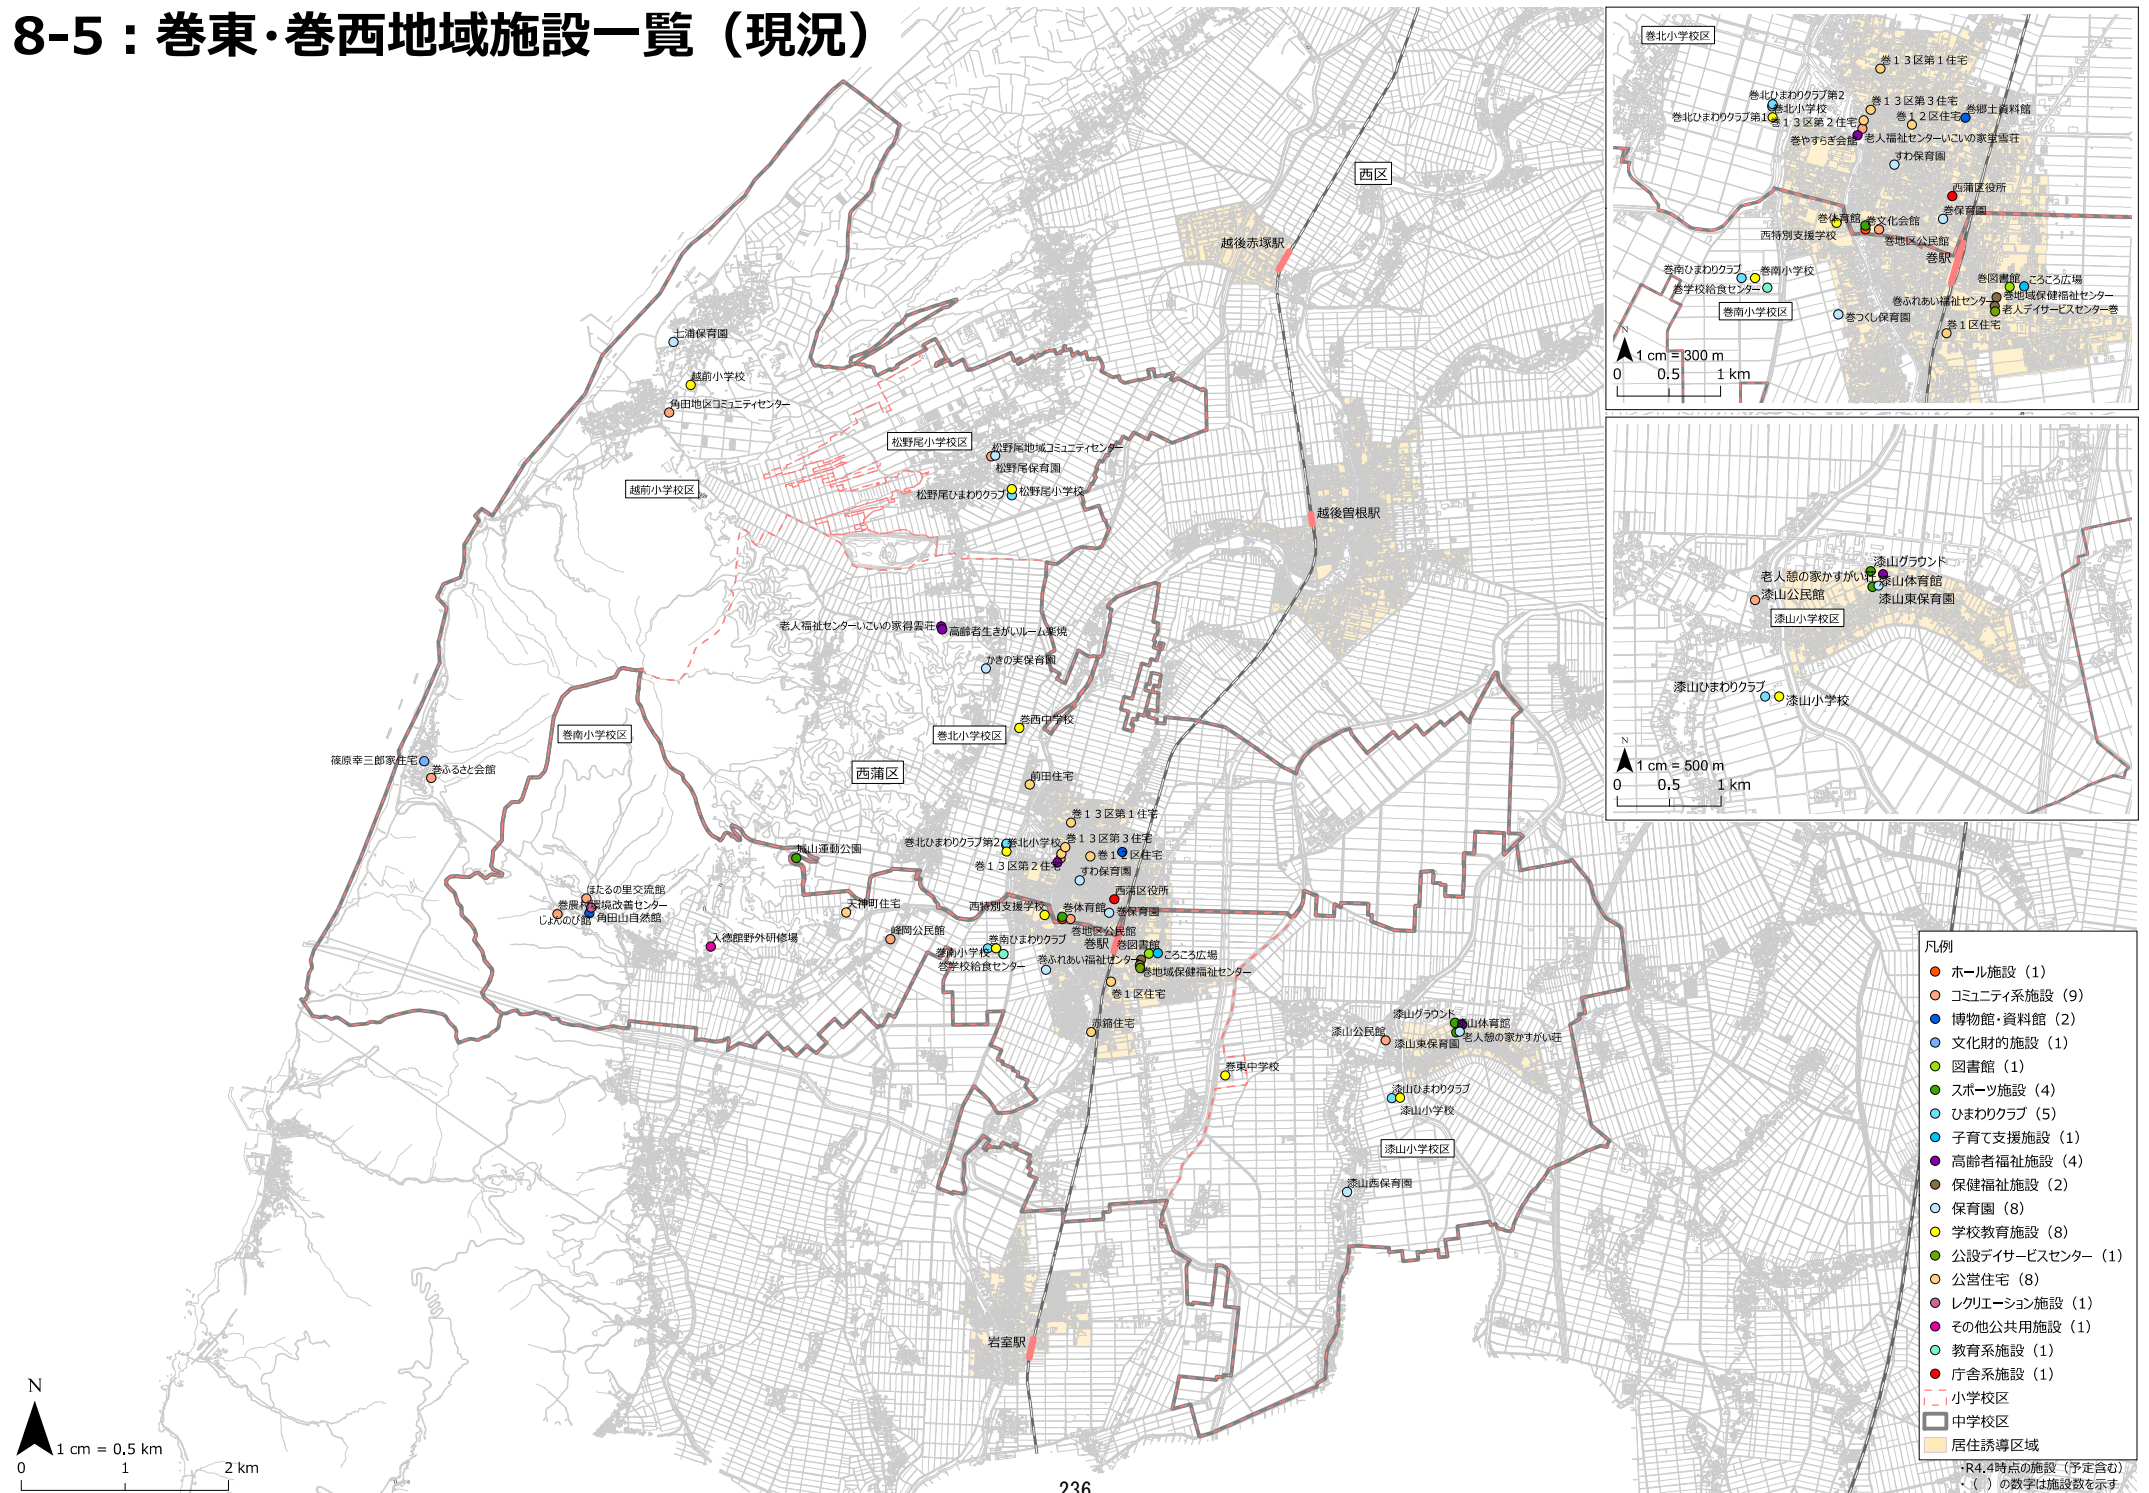 8-5：巻東･巻西地域施設一覧（現況）
西区
越後赤塚駅
七浦保育園
越前小学校
角田地区コミュニティセンター
松野尾小学校区
松野尾地域コミュニティセンター
松野尾保育園
越前小学校区
松野尾ひまわりクラブ
松野尾小学校
越後曽根駅
老人福祉センターいこいの家得雲荘
高齢者生きがいルーム楽焼
かきの実保育園
巻西中学校
巻南小学校区
巻北小学校区
篠原幸三郎家住宅
巻ふるさと会館
西蒲区
前田住宅
巻１３区第１住宅
巻北ひまわりクラブ第2
巻北小学校
巻１３区第３住宅
城山運動公園
巻１３区第２住宅
巻１２区住宅
すわ保育園
ほたるの里交流館
西蒲区役所
巻農村環境改善センター
じょんのび館
角田山自然館
天神町住宅
西特別支援学校
巻体育館
巻保育園
入徳館野外研修場
峰岡公民館
巻地区公民館
巻南ひまわりクラブ
巻駅
巻図書館
巻南小学校
ころころ広場
巻学校給食センター
巻ふれあい福祉センター
巻地域保健福祉センター
巻１区住宅
赤鏥住宅
漆山グラウンド
漆山体育館
漆山公民館
漆山東保育園
老人憩の家かすがい荘
巻東中学校
漆山ひまわりクラブ
漆山小学校
漆山小学校区
漆山西保育園
岩室駅
N
1 cm = 0.5 km
0 1 2 km
236
巻北小学校区
巻１３区第１住宅
巻北ひまわりクラブ第2
巻北小学校
巻１３区第３住宅
巻郷土資料館
巻北ひまわりクラブ第1
巻１３区第２住宅
巻１２区住宅
巻やすらぎ会館
老人福祉センターいこいの家蛍雪荘
すわ保育園
西蒲区役所
巻保育園
巻体育館
巻文化会館
西特別支援学校
巻地区公民館
巻駅
巻南ひまわりクラブ
巻南小学校
巻図書館
ころころ広場
巻学校給食センター
巻ふれあい福祉センター
巻地域保健福祉センター
巻南小学校区
巻つくし保育園
老人デイサービスセンター巻
巻１区住宅
N
1 cm = 300 m
0 0.5 1 km
漆山グラウンド
老人憩の家かすがい荘
漆山体育館
漆山公民館
漆山東保育園
漆山小学校区
漆山ひまわりクラブ
漆山小学校
N
1 cm = 500 m
0 0.5 1 km
凡例
ホール施設（1）
コミュニティ系施設（9）
博物館･資料館（2）
文化財的施設（1）
図書館（1）
スポーツ施設（4）
ひまわりクラブ（5）
子育て支援施設（1）
高齢者福祉施設（4）
保健福祉施設（2）
保育園（8）
学校教育施設（8）
公設デイサービスセンター（1）
公営住宅（8）
レクリエーション施設（1）
その他公共用施設（1）
教育系施設（1）
庁舎系施設（1）
小学校区
中学校区
居住誘導区域
･R4.4時点の施設（予定含む）
･（ ）の数字は施設数を示す